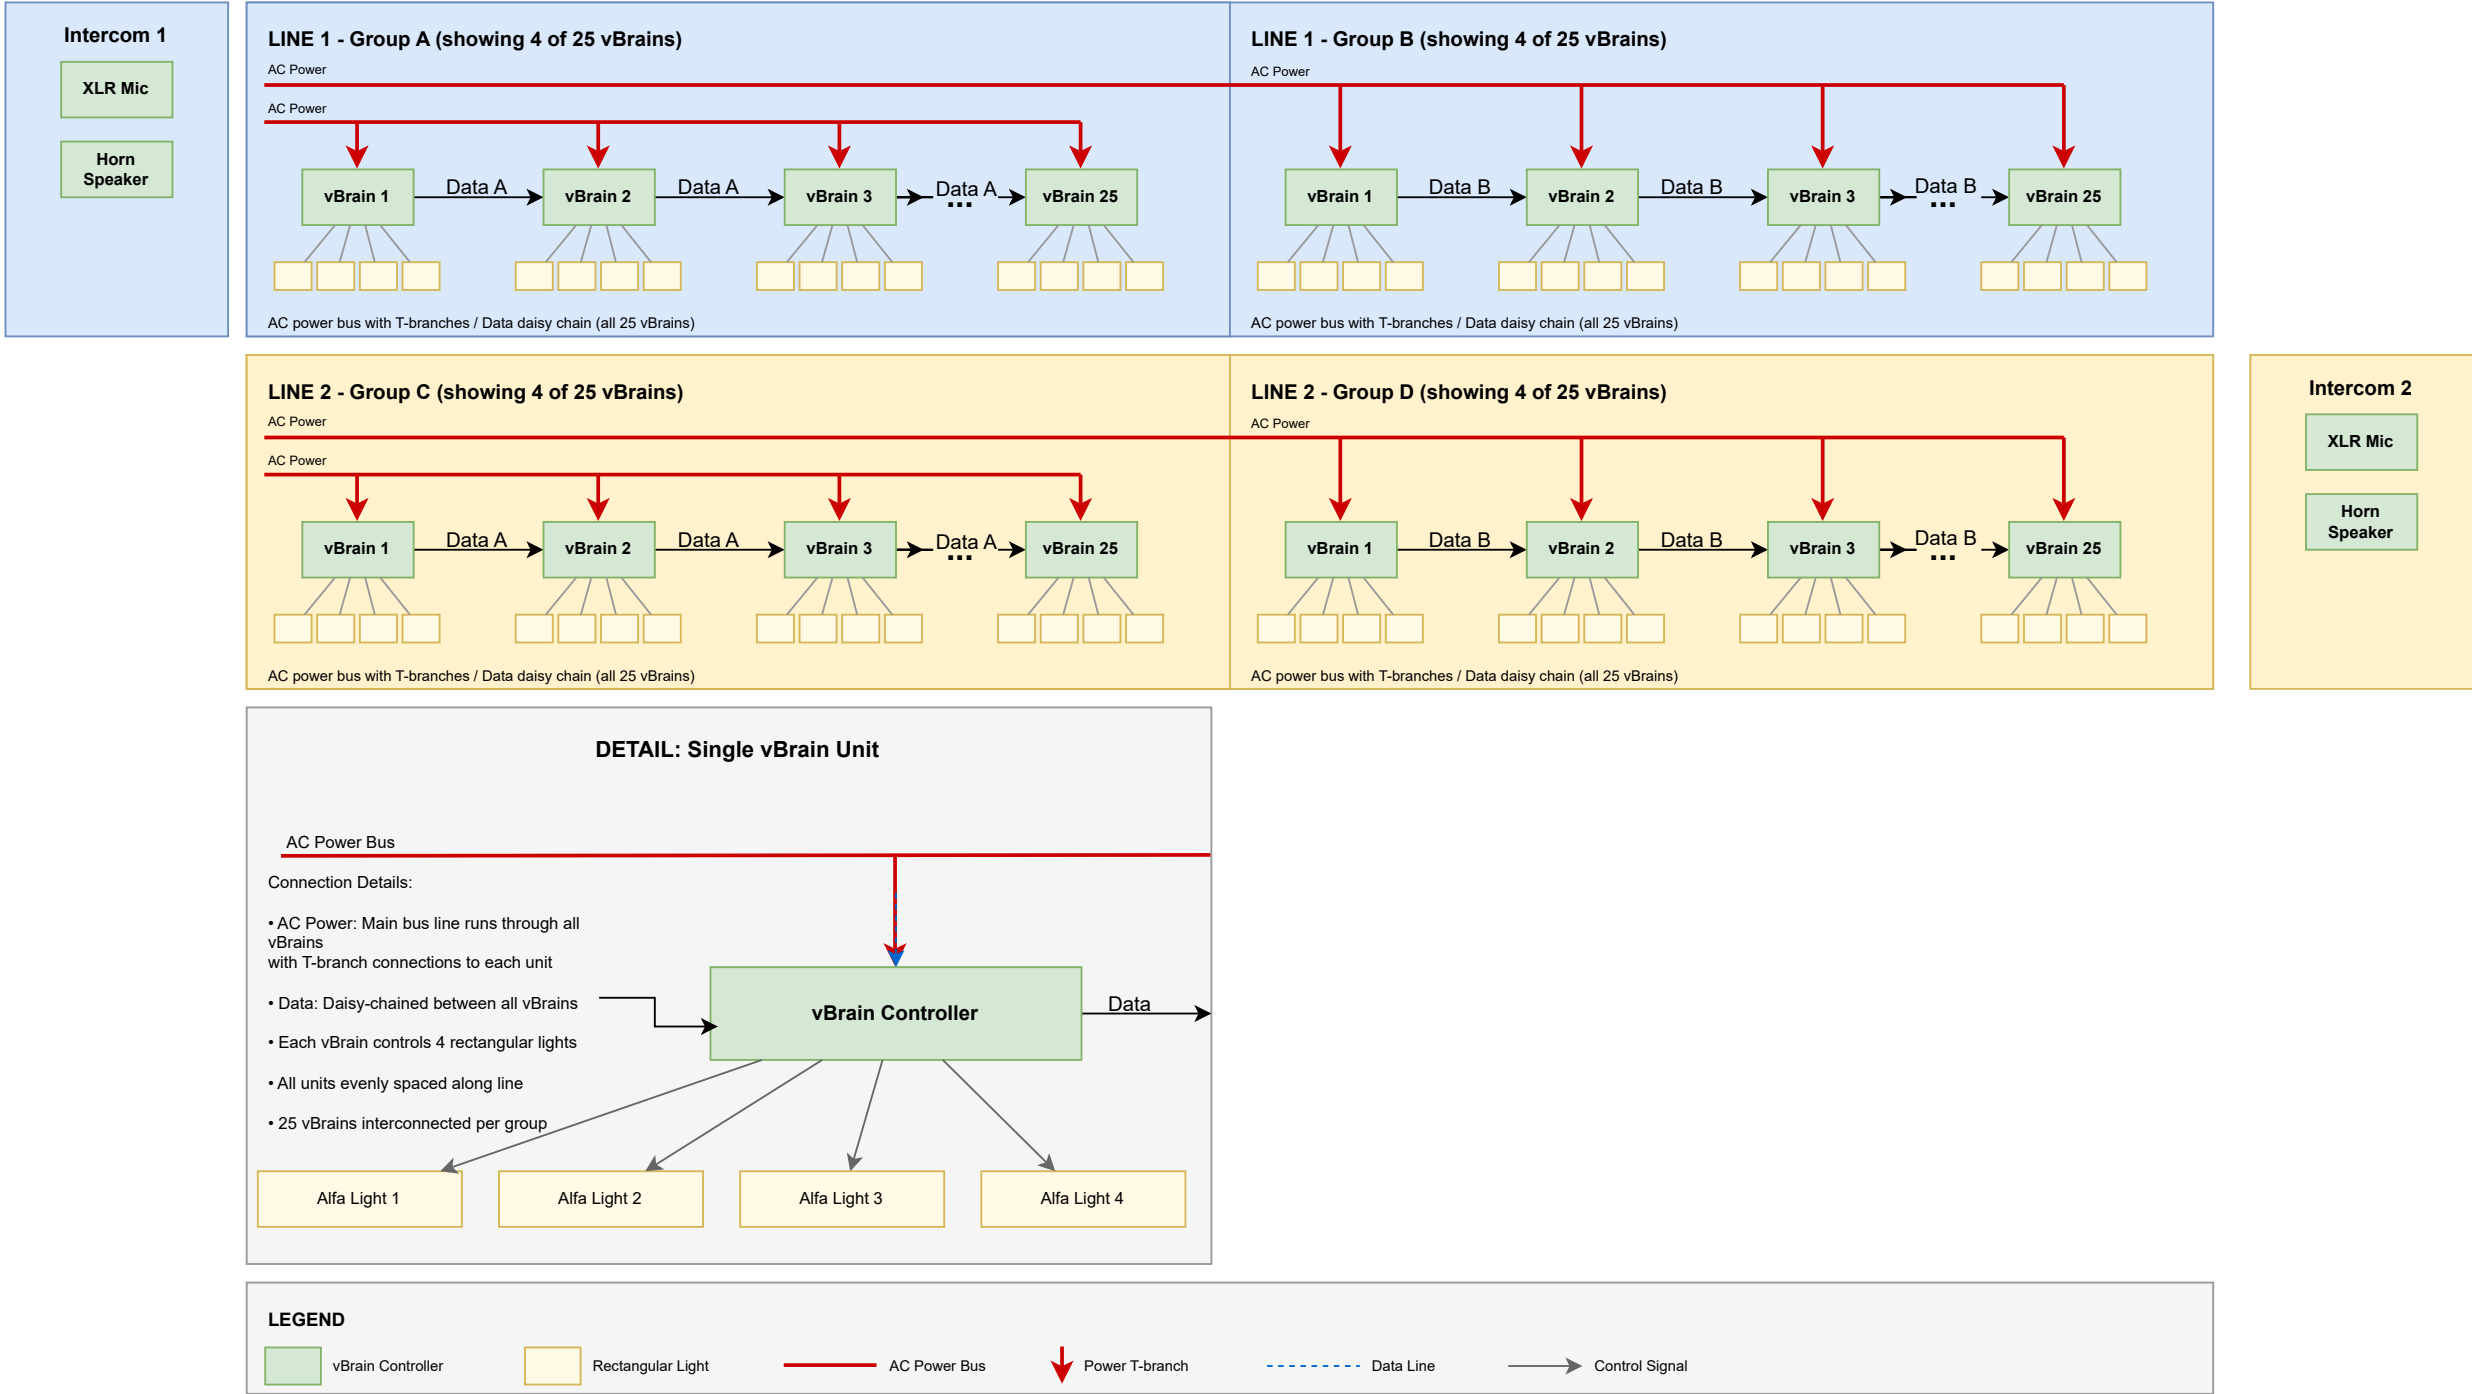 Intercom 1
XLR Mic
Horn
Speaker
LINE 1 - Group A (showing 4 of 25 vBrains)
AC Power
AC Power
vBrain 1
Data A
vBrain 2
Data A
vBrain 3
Data A
...
vBrain 25
AC power bus with T-branches / Data daisy chain (all 25 vBrains)
LINE 1 - Group B (showing 4 of 25 vBrains)
AC Power
vBrain 1
Data B
vBrain 2
Data B
vBrain 3
Data B
...
vBrain 25
AC power bus with T-branches / Data daisy chain (all 25 vBrains)
LINE 2 - Group C (showing 4 of 25 vBrains)
AC Power
AC Power
vBrain 1
Data A
vBrain 2
Data A
vBrain 3
Data A
...
vBrain 25
AC power bus with T-branches / Data daisy chain (all 25 vBrains)
LINE 2 - Group D (showing 4 of 25 vBrains)
AC Power
vBrain 1
Data B
vBrain 2
Data B
vBrain 3
Data B
...
vBrain 25
AC power bus with T-branches / Data daisy chain (all 25 vBrains)
Intercom 2
XLR Mic
Horn
Speaker
DETAIL: Single vBrain Unit
AC Power Bus
Connection Details:
• AC Power: Main bus line runs through all
vBrains
with T-branch connections to each unit
• Data: Daisy-chained between all vBrains
• Each vBrain controls 4 rectangular lights
• All units evenly spaced along line
• 25 vBrains interconnected per group
vBrain Controller
Data
Alfa Light 1
Alfa Light 2
Alfa Light 3
Alfa Light 4
LEGEND
vBrain Controller
Rectangular Light
AC Power Bus
Power T-branch
Data Line
Control Signal